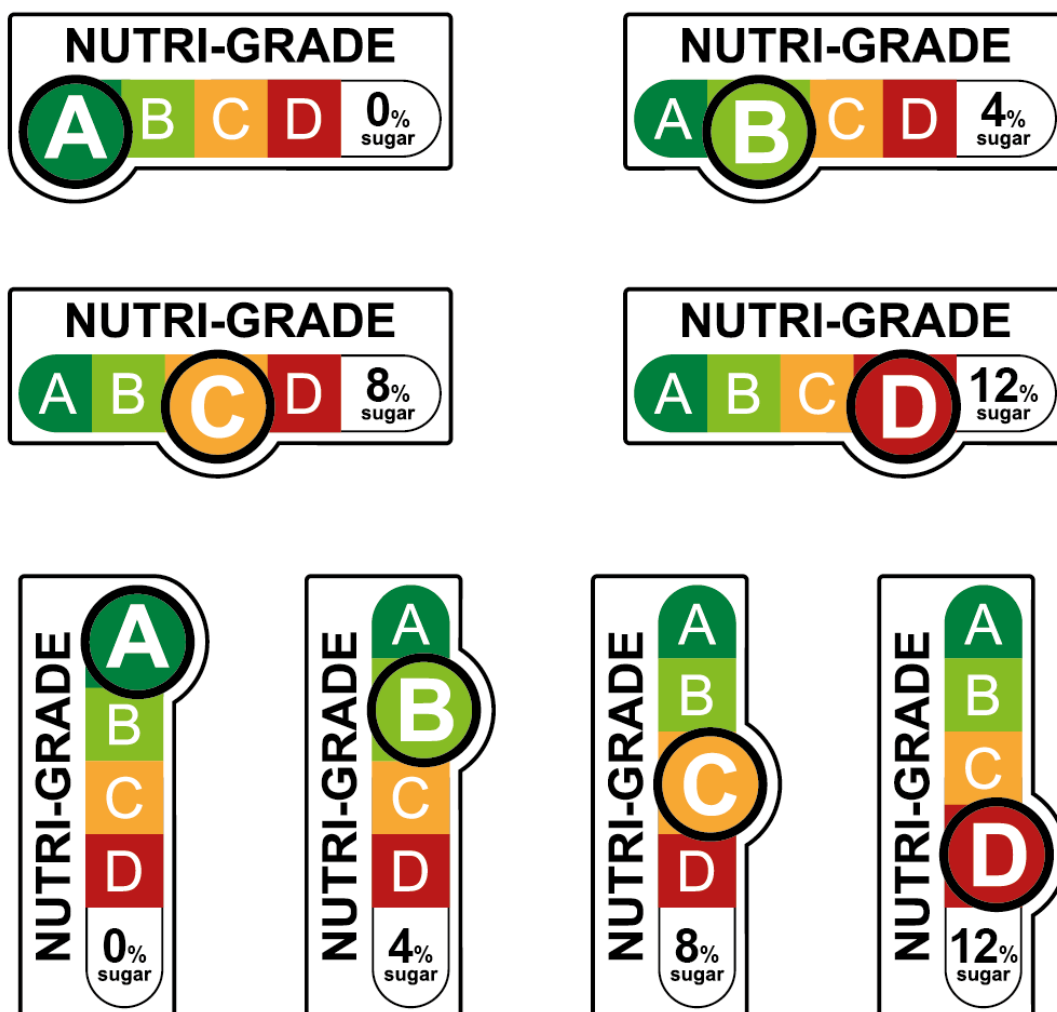 NUTRI-GRADE
A B C D 0% sugar
NUTRI-GRADE
A B C D 4% sugar
NUTRI-GRADE
A B C D 8% sugar
NUTRI-GRADE
A B C D 12% sugar
NUTRI-GRADE
A
B
C
D
0%
sugar
NUTRI-GRADE
A
B
C
D
4%
sugar
NUTRI-GRADE
A
B
C
D
8%
sugar
NUTRI-GRADE
A
B
C
D
12%
sugar